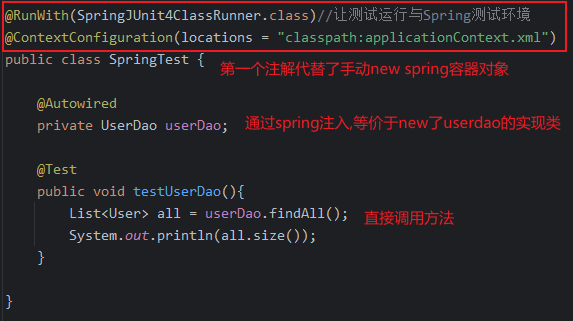 @RunWith(SpringJUnit4ClassRunner.class)//让测试运行与Spring测试环境
@ContextConfiguration(locations = "classpath:applicationContext.xml")
public class SpringTest {
第一个注解代替了手动new spring容器对象
@Autowired
private UserDao userDao;
通过spring注入,等价于new了userdao的实现类
@Test
public void testUserDao(){
List<User> all = userDao.findAll();
直接调用方法
System.out.println(all.size());
}
}